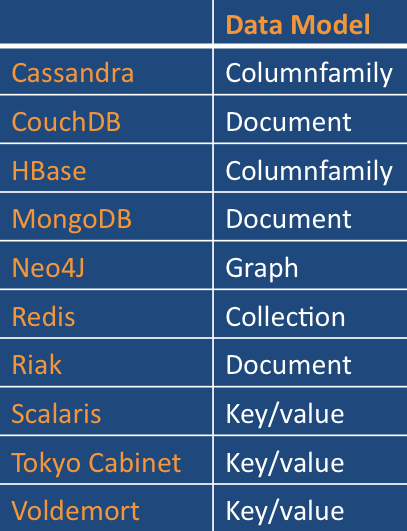 Data Model
Cassandra Columnfamily
CouchDB Document
HBase Columnfamily
MongoDB Document
Neo4J Graph
Redis Collection
Riak Document
Scalaris Key/value
Tokyo Cabinet Key/value
Voldemort Key/value